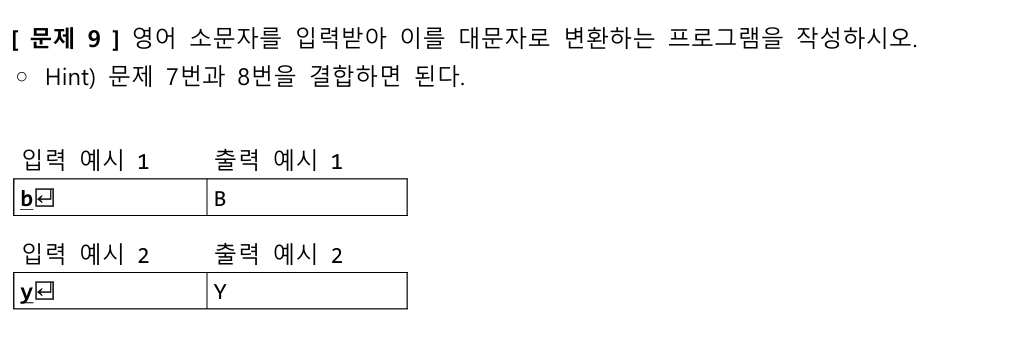 [ 문제 9 ] 영어 소문자를 입력받아 이를 대문자로 변환하는 프로그램을 작성하시오.
○ Hint) 문제 7번과 8번을 결합하면 된다.
입력 예시 1 출력 예시 1
b↵ B
입력 예시 2 출력 예시 2
y↵ Y